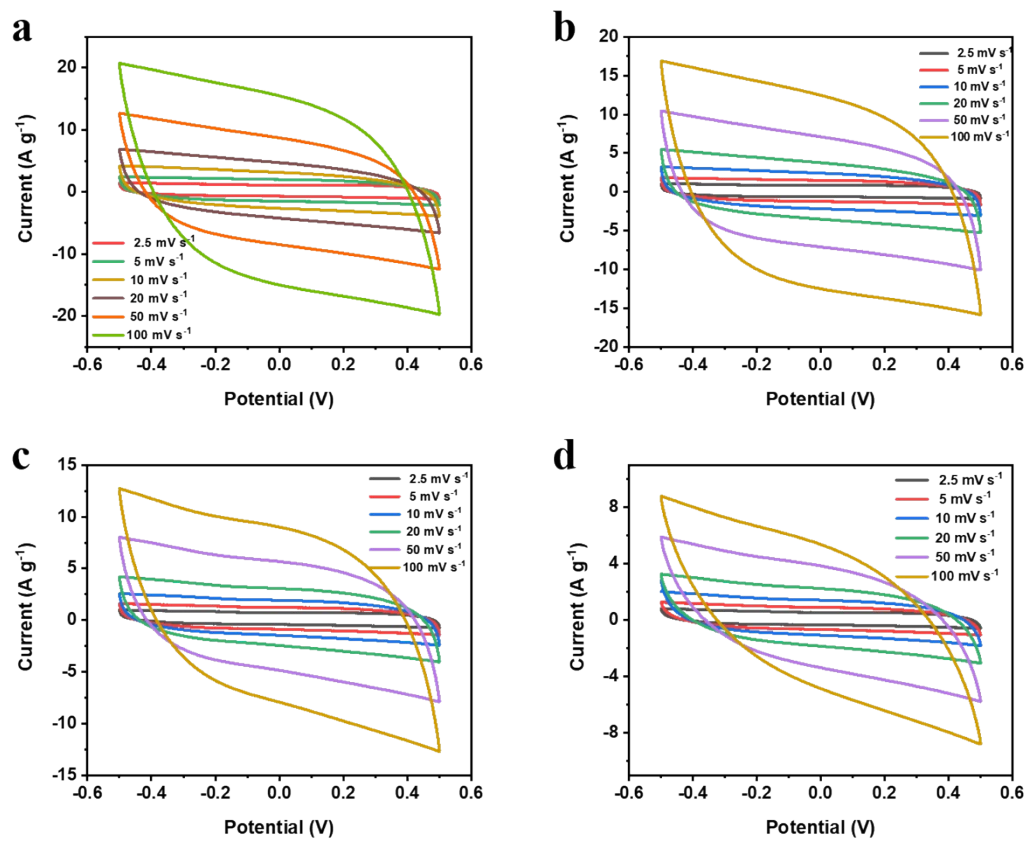 a
20
10
0
-10
-20
-0.6 -0.4 -0.2 0.0 0.2 0.4 0.6
Current (A g⁻¹)
Potential (V)
2.5 mV s⁻¹
5 mV s⁻¹
10 mV s⁻¹
20 mV s⁻¹
50 mV s⁻¹
100 mV s⁻¹
b
20
15
10
5
0
-5
-10
-15
-20
-0.6 -0.4 -0.2 0.0 0.2 0.4 0.6
Current (A g⁻¹)
Potential (V)
2.5 mV s⁻¹
5 mV s⁻¹
10 mV s⁻¹
20 mV s⁻¹
50 mV s⁻¹
100 mV s⁻¹
c
15
10
5
0
-5
-10
-15
-0.6 -0.4 -0.2 0.0 0.2 0.4 0.6
Current (A g⁻¹)
Potential (V)
2.5 mV s⁻¹
5 mV s⁻¹
10 mV s⁻¹
20 mV s⁻¹
50 mV s⁻¹
100 mV s⁻¹
d
8
4
0
-4
-8
-0.6 -0.4 -0.2 0.0 0.2 0.4 0.6
Current (A g⁻¹)
Potential (V)
2.5 mV s⁻¹
5 mV s⁻¹
10 mV s⁻¹
20 mV s⁻¹
50 mV s⁻¹
100 mV s⁻¹